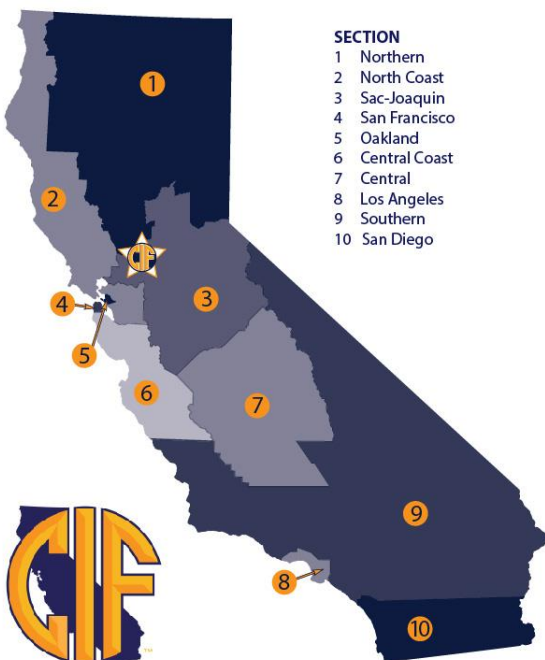 SECTION
1 Northern
2 North Coast
3 Sac-Joaquin
4 San Francisco
5 Oakland
6 Central Coast
7 Central
8 Los Angeles
9 Southern
10 San Diego
1
2
CIF
3
4
5
6
7
9
8
10
CIF
TM